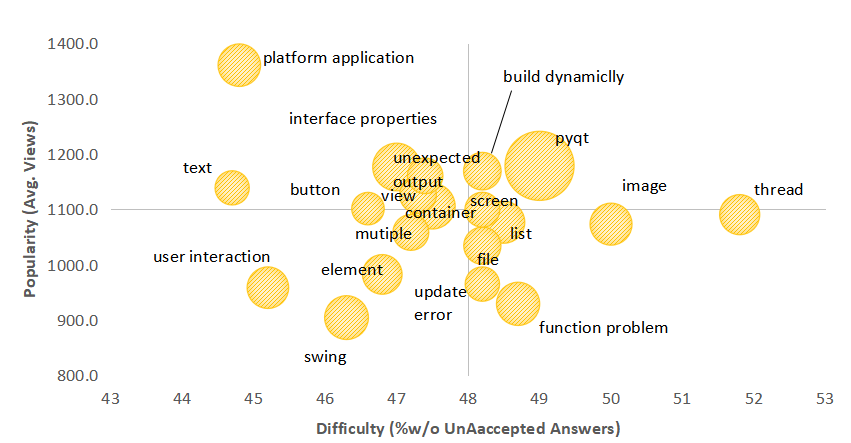 1400.0
platform application
build dynamiclly
1300.0
interface properties
1200.0
unexpected
output
pyqt
text
button
view
screen
image
thread
1100.0
container
mutiple
list
user interaction
element
file
1000.0
update
error
900.0
function problem
swing
800.0
43 44 45 46 47 48 49 50 51 52 53
Popularity (Avg. Views)
Difficulty (%w/o UnAaccepted Answers)